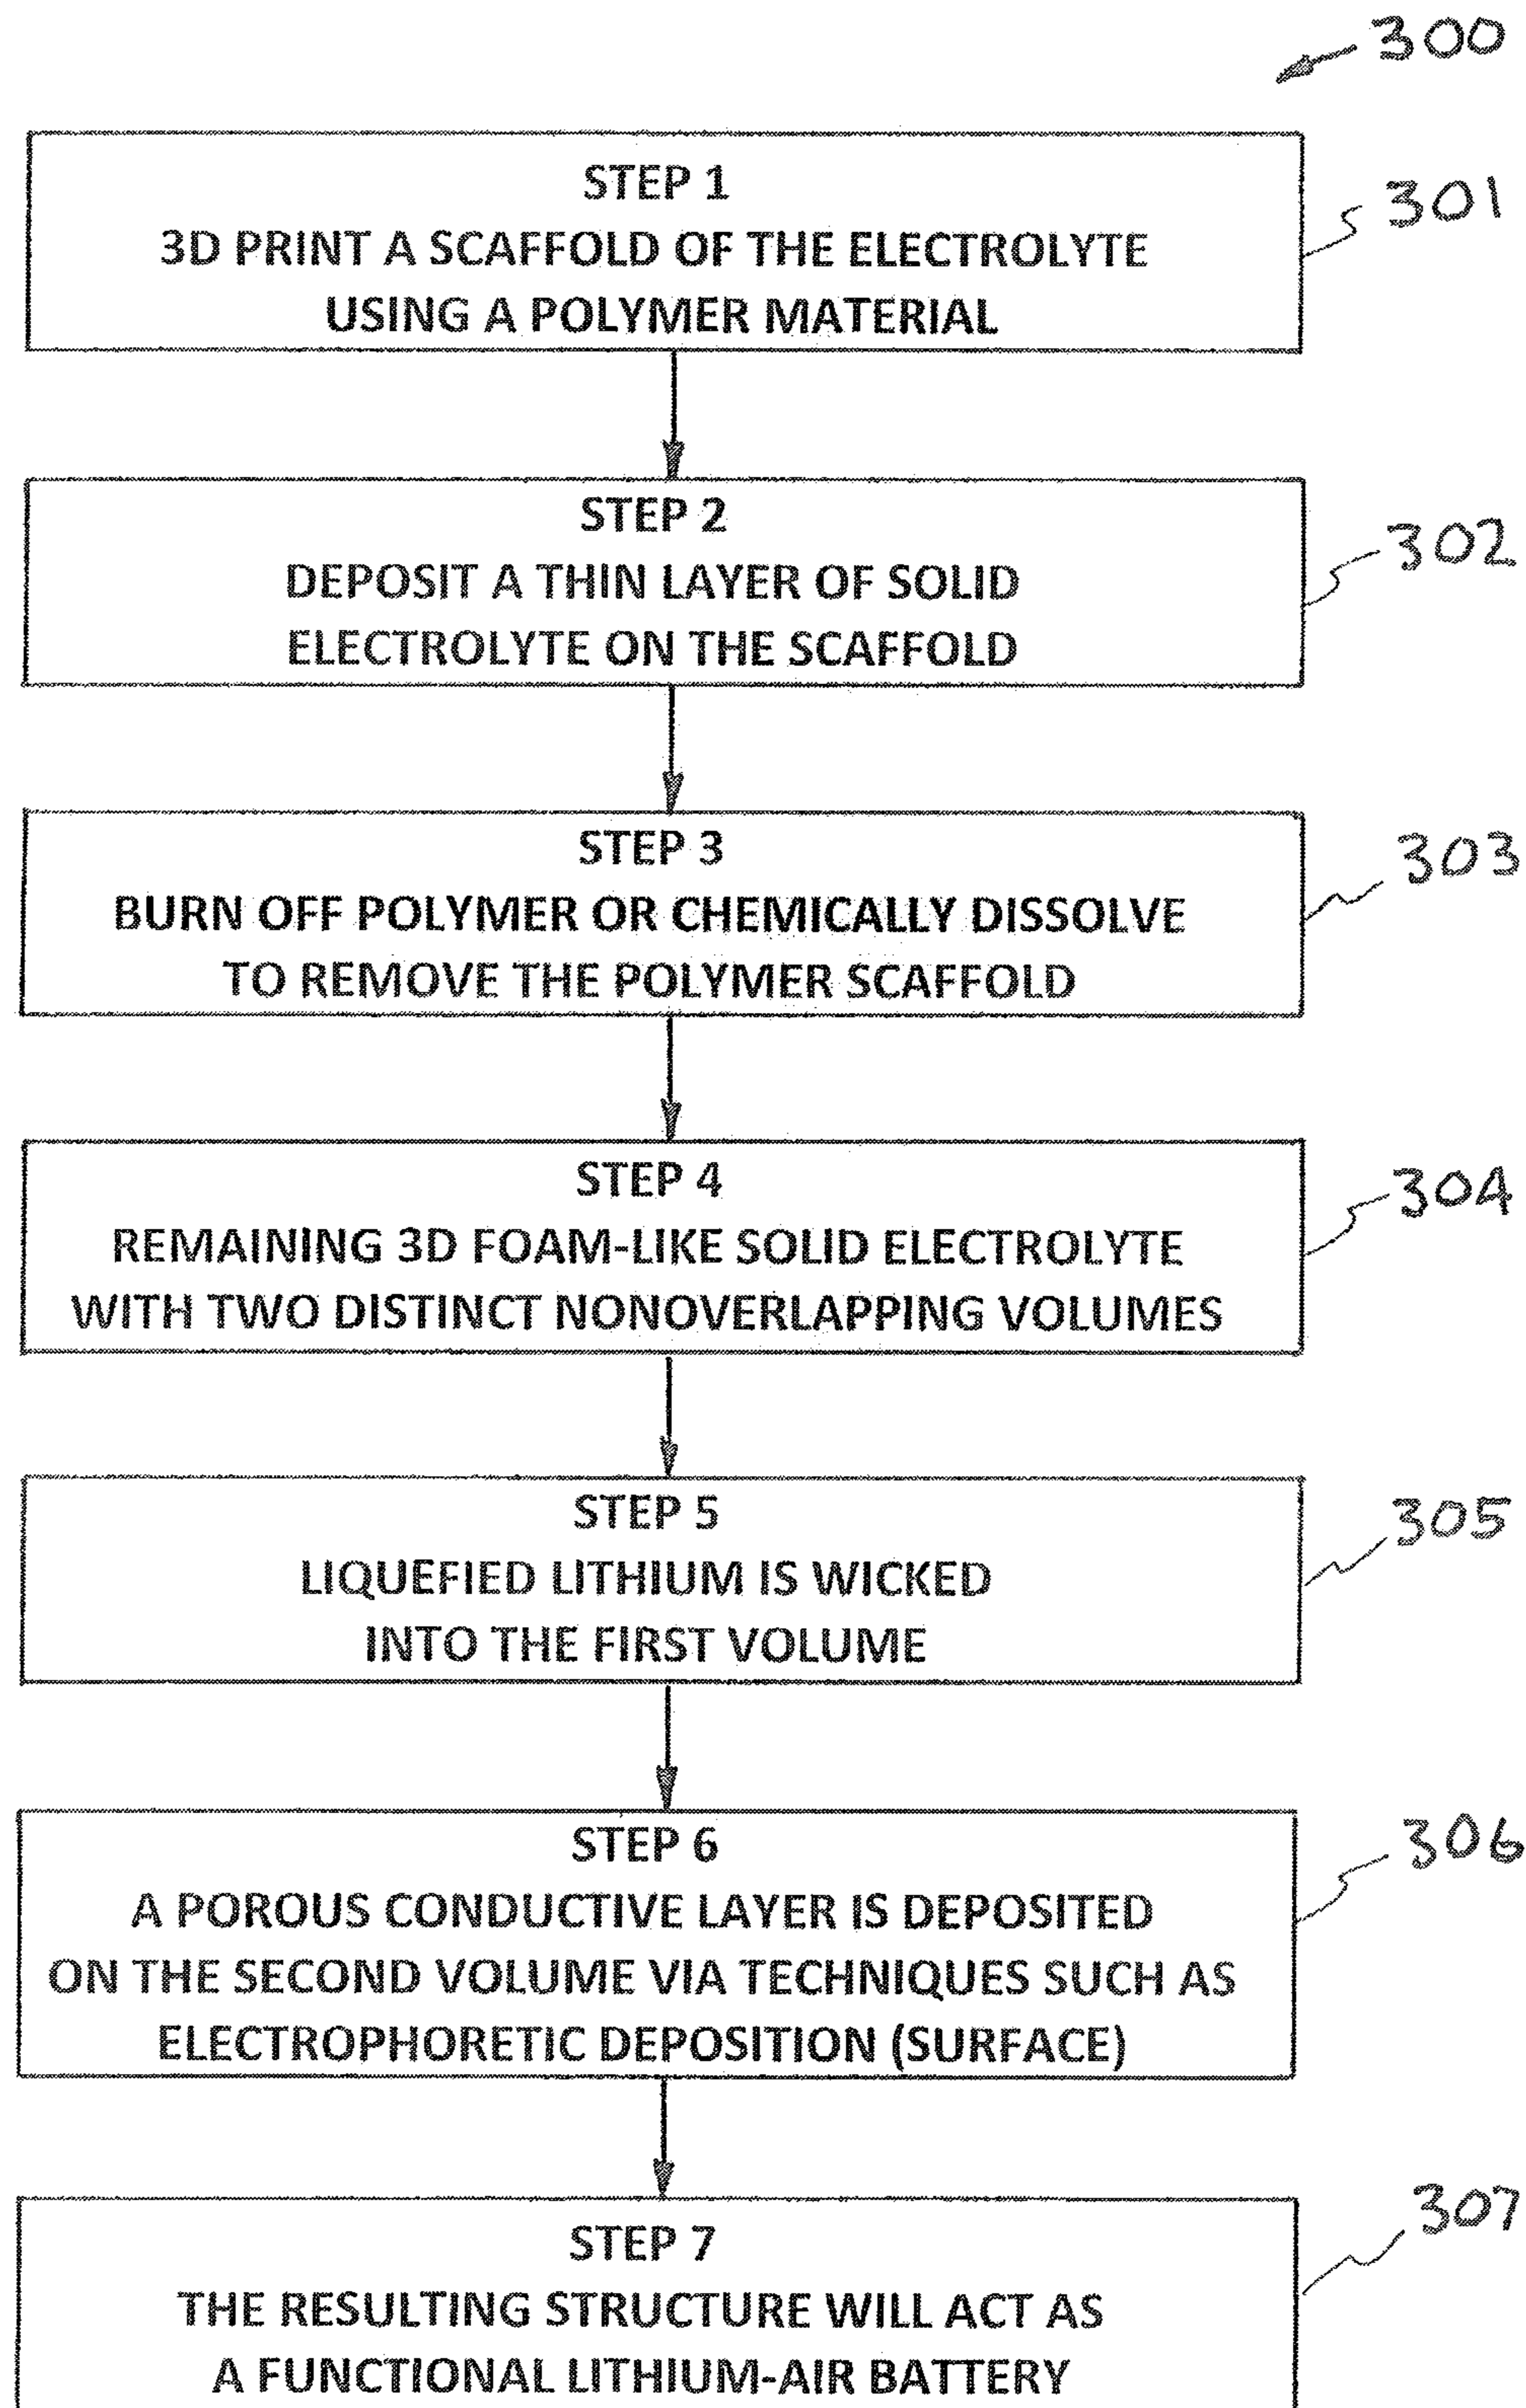 300
STEP 1
3D PRINT A SCAFFOLD OF THE ELECTROLYTE
USING A POLYMER MATERIAL
301
STEP 2
DEPOSIT A THIN LAYER OF SOLID
ELECTROLYTE ON THE SCAFFOLD
302
STEP 3
BURN OFF POLYMER OR CHEMICALLY DISSOLVE
TO REMOVE THE POLYMER SCAFFOLD
303
STEP 4
REMAINING 3D FOAM-LIKE SOLID ELECTROLYTE
WITH TWO DISTINCT NONOVERLAPPING VOLUMES
304
STEP 5
LIQUEFIED LITHIUM IS WICKED
INTO THE FIRST VOLUME
305
STEP 6
A POROUS CONDUCTIVE LAYER IS DEPOSITED
ON THE SECOND VOLUME VIA TECHNIQUES SUCH AS
ELECTROPHORETIC DEPOSITION (SURFACE)
306
STEP 7
THE RESULTING STRUCTURE WILL ACT AS
A FUNCTIONAL LITHIUM-AIR BATTERY
307